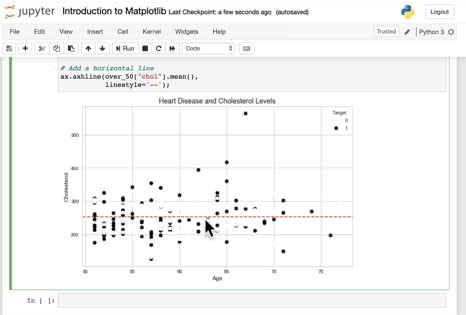 jupyter Introduction to Matplotlib Last Checkpoint: a few seconds ago (autosaved) Logout
File Edit View Insert Cell Kernel Widgets Help Trusted Python 3
Run Code
# Add a horizontal line
ax.axhline(over_50["chol"].mean(),
linestyle='--');
Heart Disease and Cholesterol Levels
Target
0
1
500
400
300
200
Cholesterol
50 55 60 65 70 75
Age
In [ ]: